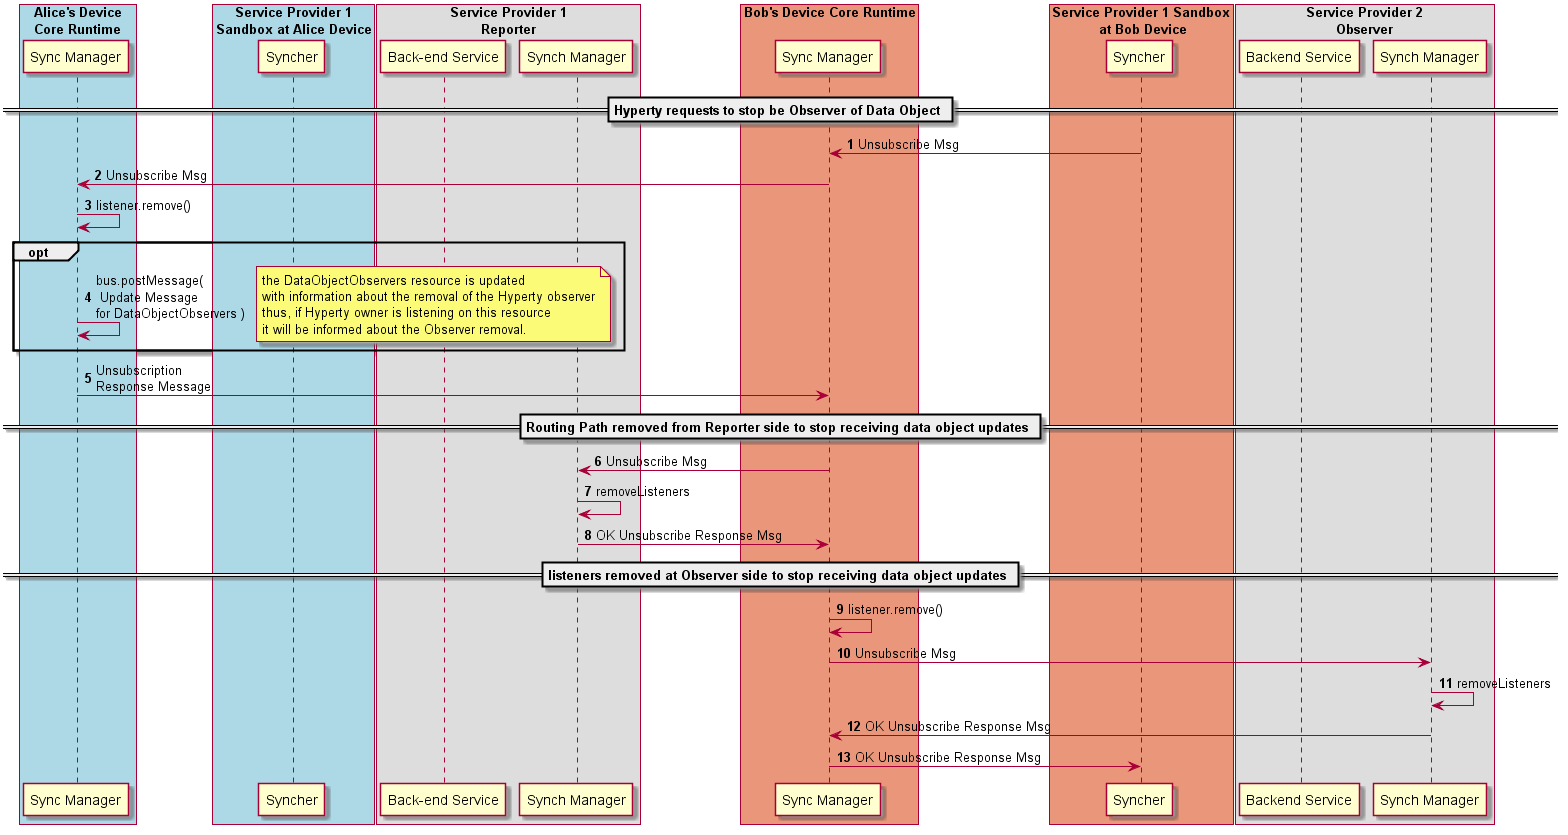 Alice's Device
Core Runtime
Service Provider 1
Sandbox at Alice Device
Service Provider 1
Reporter
Bob's Device Core Runtime
Service Provider 1 Sandbox
at Bob Device
Service Provider 2
Observer
Sync Manager
Syncher
Back-end Service
Synch Manager
Sync Manager
Syncher
Backend Service
Synch Manager
Hyperty requests to stop be Observer of Data Object
1 Unsubscribe Msg
2 Unsubscribe Msg
3 listener.remove()
opt
bus.postMessage(
4 Update Message
for DataObjectObservers )
the DataObjectObservers resource is updated
with information about the removal of the Hyperty observer
thus, if Hyperty owner is listening on this resource
it will be informed about the Observer removal.
Unsubscription
5 Response Message
Routing Path removed from Reporter side to stop receiving data object updates
6 Unsubscribe Msg
7 removeListeners
8 OK Unsubscribe Response Msg
listeners removed at Observer side to stop receiving data object updates
9 listener.remove()
10 Unsubscribe Msg
11 removeListeners
12 OK Unsubscribe Response Msg
13 OK Unsubscribe Response Msg
Sync Manager
Syncher
Back-end Service
Synch Manager
Sync Manager
Syncher
Backend Service
Synch Manager